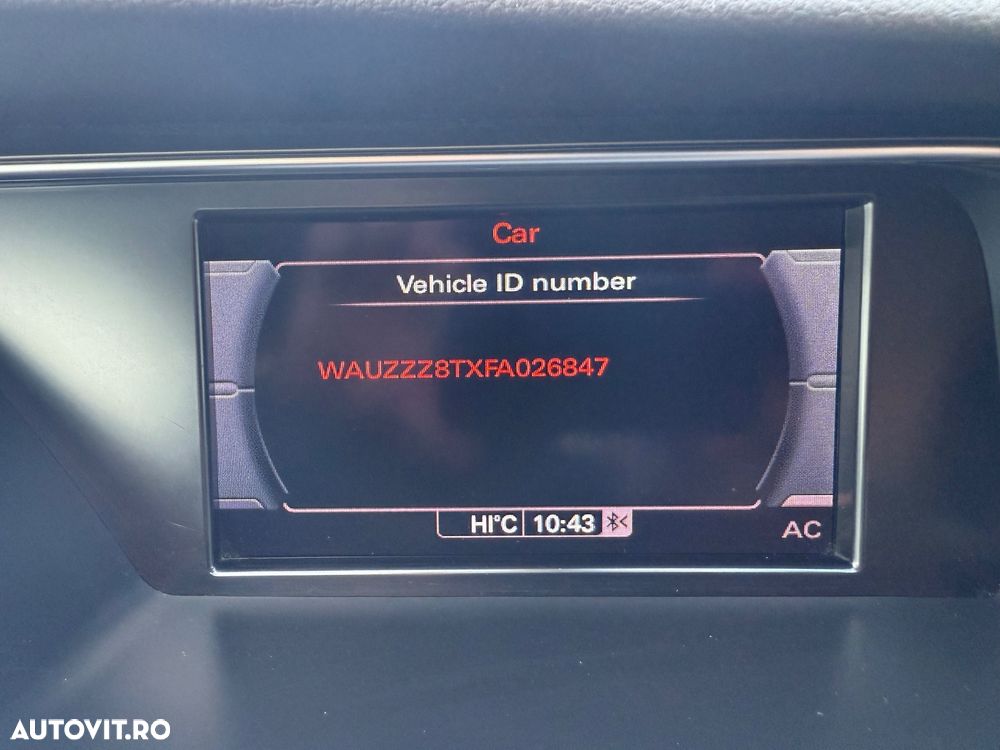 Car
Vehicle ID number
WAUZZZ8TXFA026847
HI°C 10:43
AC
AUTOVIT.RO